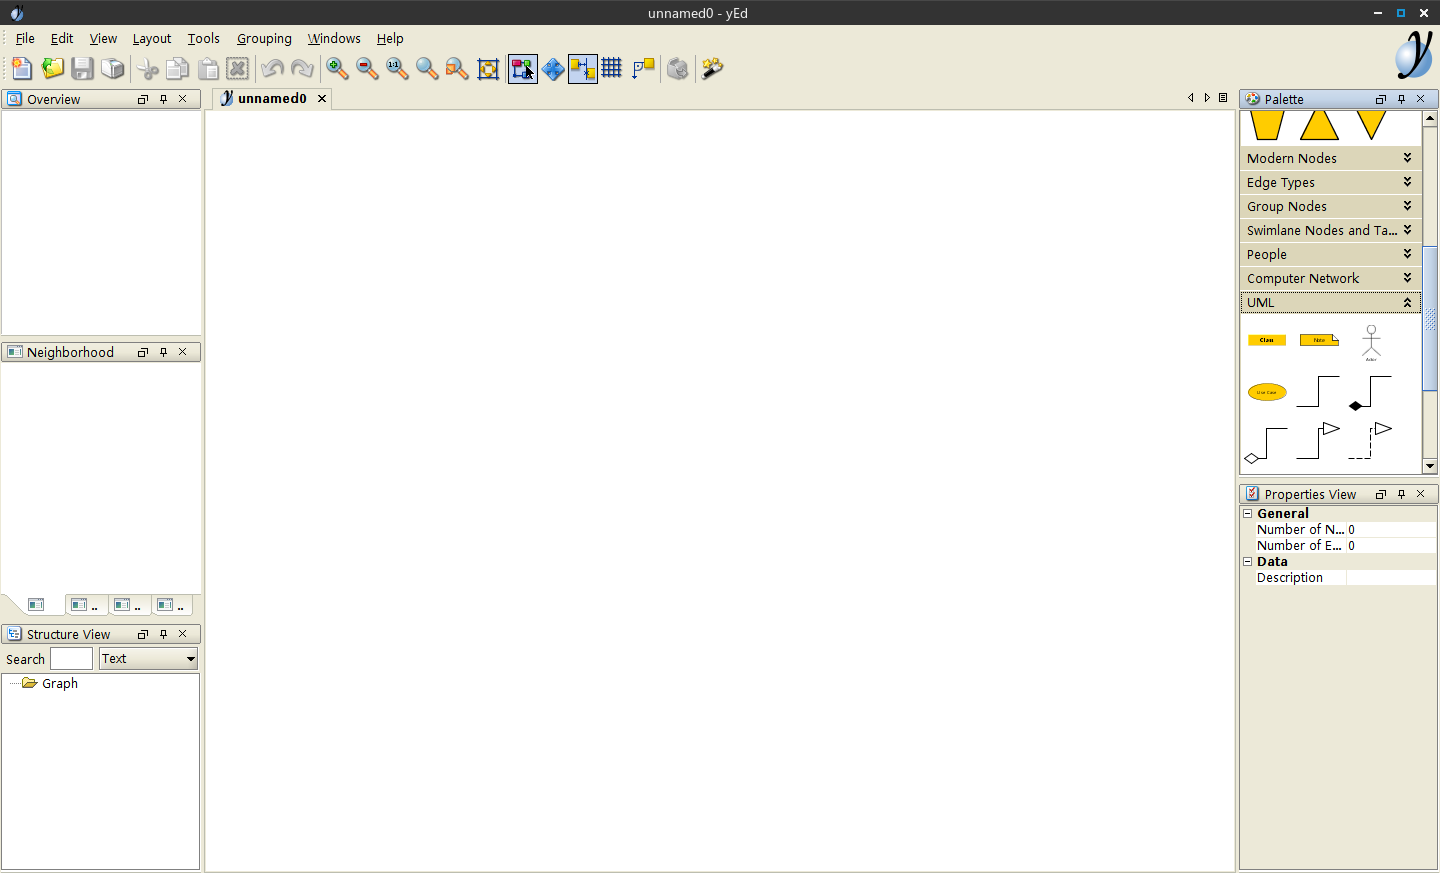 unnamed0 - yEd
File Edit View Layout Tools Grouping Windows Help
1:1
Overview
unnamed0
Palette
Modern Nodes
Edge Types
Group Nodes
Swimlane Nodes and Ta...
People
Computer Network
UML
Class Note
Actor
Use Case
Neighborhood
..
..
..
Structure View
Search Text
Graph
Properties View
General
Number of N... 0
Number of E... 0
Data
Description